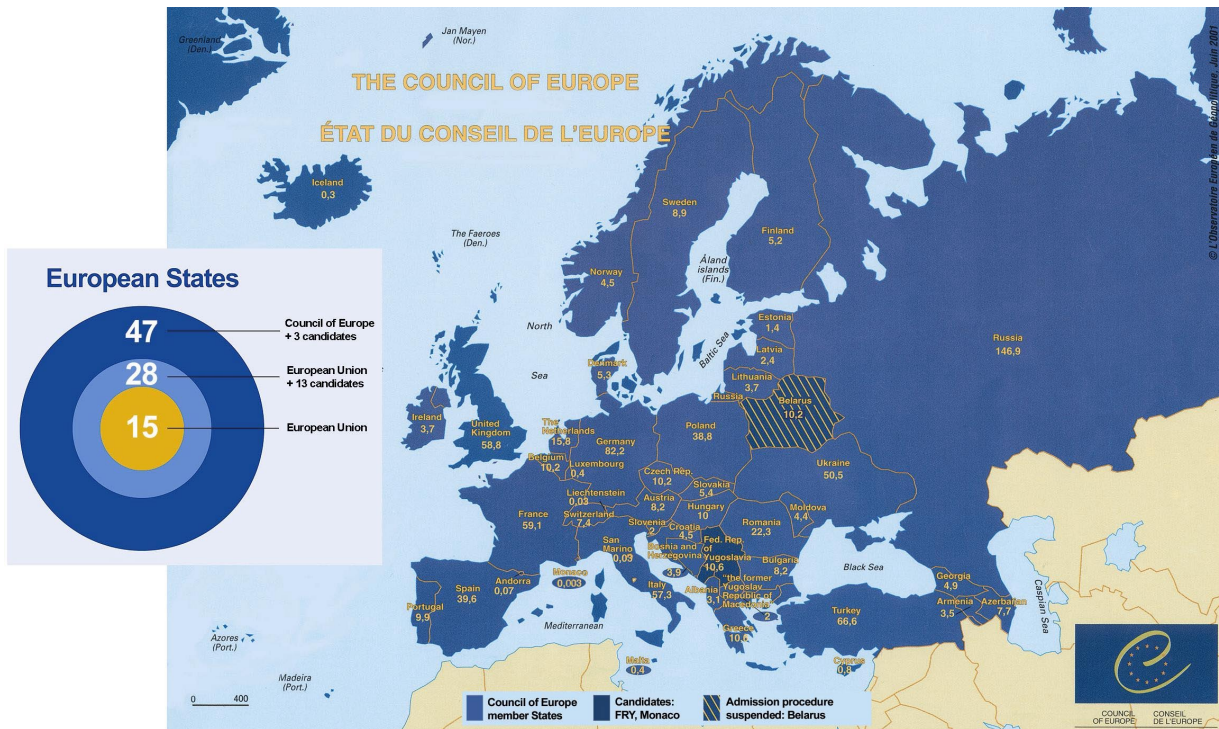 Greenland
(Den.)
Jan Mayen
(Nor.)
© L'Observatoire Européen de Géopolitique, Juin 2001
THE COUNCIL OF EUROPE
ÉTAT DU CONSEIL DE L'EUROPE
Iceland
0,3
Sweden
8,9
Finland
5,2
The Faeroes
(Den.)
Norway
4,5
Åland
islands
(Fin.)
European States
47
Council of Europe
+ 3 candidates
28
European Union
+ 13 candidates
15
European Union
North
Sea
Baltic Sea
Estonia
1,4
Latvia
2,4
Lithuania
3,7
Russia
Russia
146,9
Denmark
5,3
Belarus
10,2
Ireland
3,7
United
Kingdom
58,8
The
Netherlands
15,8
Belgium
10,2
Germany
82,2
Luxembourg
0,4
Poland
38,8
Ukraine
50,5
Czech Rep.
10,2
Slovakia
5,4
Liechtenstein
0,03
Austria
8,2
Hungary
10
Moldova
4,4
France
59,1
Switzerland
7,4
Slovenia
2
Croatia
4,5
Romania
22,3
San
Marino
0,03
Bosnia and
Herzegovina
3,9
Fed. Rep.
of
Yugoslavia
10,6
Bulgaria
8,2
Black Sea
Monaco
0,003
Andorra
0,07
Spain
39,6
Portugal
9,9
Italy
57,3
Albania
3,1
"the former
Yugoslav
Republic of
Macedonia"
2
Georgia
4,9
Armenia
3,5
Azerbaijan
7,7
Caspian Sea
Turkey
66,6
Greece
Mediterranean
Azores
(Port.)
Madeira
(Port.)
Malta
0,4
Cyprus
0,8
0 400
Council of Europe
member States
Candidates:
FRY, Monaco
Admission procedure
suspended: Belarus
COUNCIL
OF EUROPE
CONSEIL
DE L'EUROPE